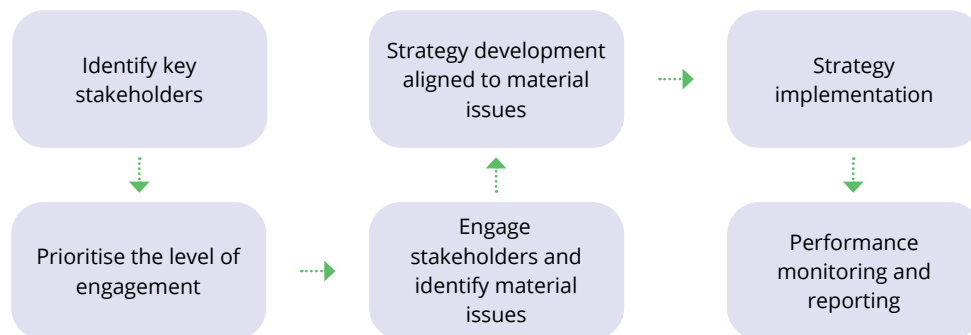 Identify key
stakeholders
Prioritise the level of
engagement
Engage
stakeholders and
identify material
issues
Strategy development
aligned to material
issues
Strategy
implementation
Performance
monitoring and
reporting